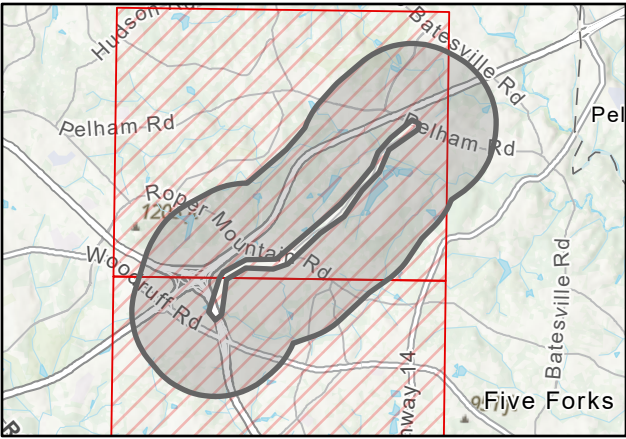 Hudson Rd
Batesville Rd
Pelham Rd
Pelham Rd
Pel
Roper Mountain Rd
Woodruff Rd
Batesville Rd
hway 14
Five Forks
R